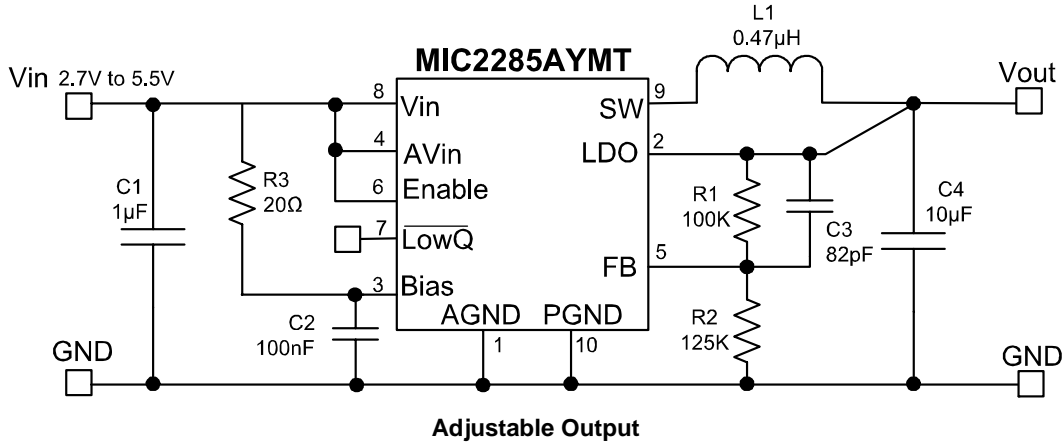 L1
0.47µH
MIC2285AYMT
Vin 2.7V to 5.5V
Vout
8
Vin
SW
9
4
AVin
LDO
2
6
Enable
7
LowQ
3
Bias
FB
5
AGND
PGND
1
10
C1
1µF
R3
20Ω
C2
100nF
R1
100K
C3
82pF
R2
125K
C4
10µF
GND
GND
Adjustable Output